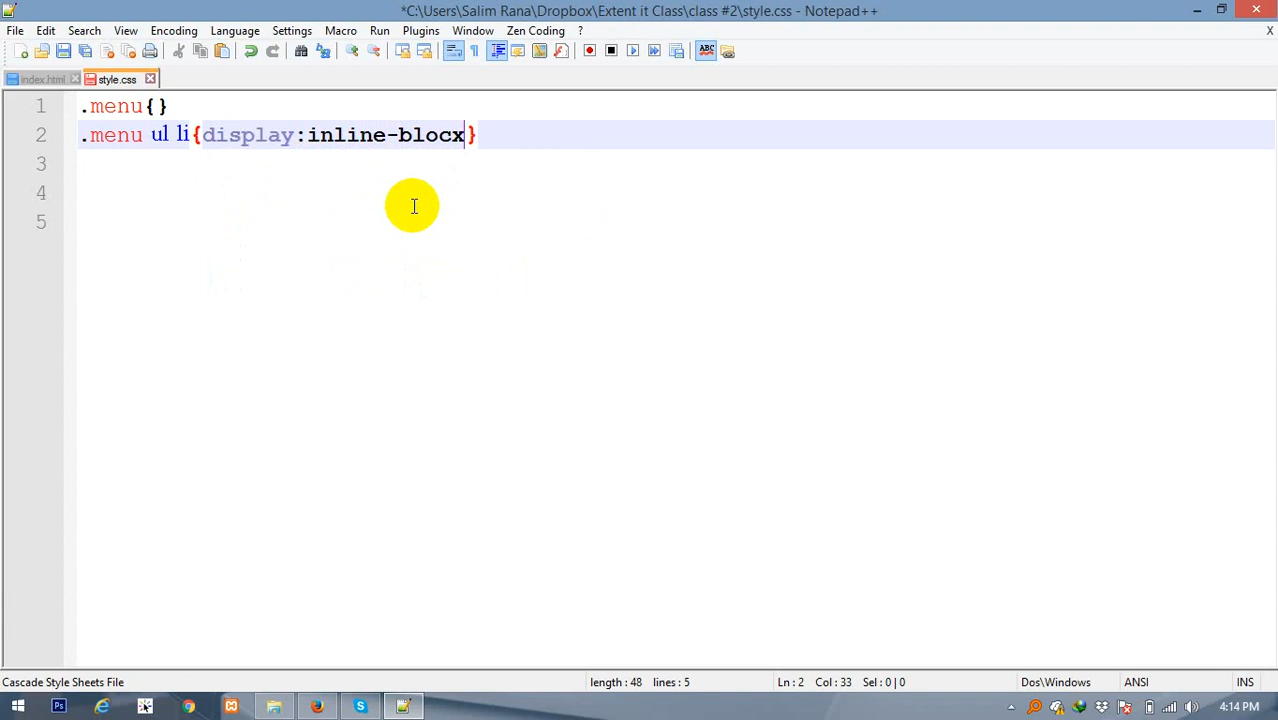 *C:\Users\Salim Rana\Dropbox\Extent it Class\class #2\style.css - Notepad++
File Edit Search View Encoding Language Settings Macro Run Plugins Window Zen Coding ? X
index.html style.css
1 .menu{}
2 .menu ul li{display:inline-blocx}
3
4
5
Cascade Style Sheets File length : 48 lines : 5 Ln : 2 Col : 33 Sel : 0 | 0 Dos\Windows ANSI INS
4:14 PM